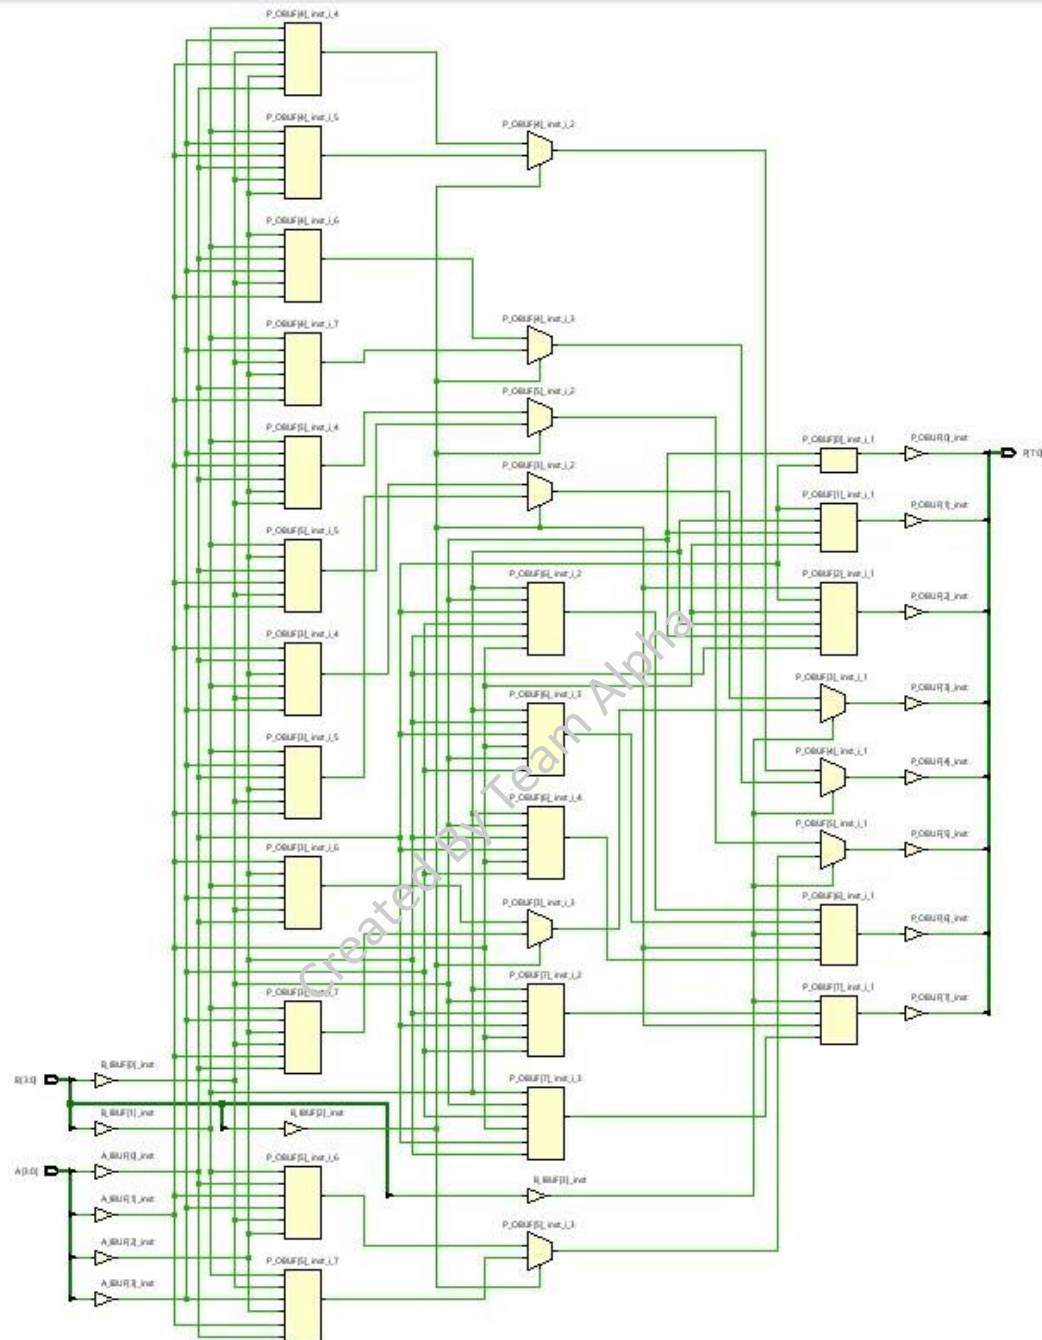 P_OBUF[4]_inst_i_4
P_OBUF[4]_inst_i_5
P_OBUF[4]_inst_i_2
P_OBUF[4]_inst_i_6
P_OBUF[4]_inst_i_7
P_OBUF[4]_inst_i_3
P_OBUF[5]_inst_i_2
P_OBUF[5]_inst_i_4
P_OBUF[3]_inst_i_2
P_OBUF[0]_inst_i_1
P_OBUF[0]_inst
P[7:0]
P_OBUF[1]_inst_i_1
P_OBUF[1]_inst
P_OBUF[5]_inst_i_5
P_OBUF[6]_inst_i_2
P_OBUF[2]_inst_i_1
P_OBUF[2]_inst
P_OBUF[3]_inst_i_4
P_OBUF[6]_inst_i_3
P_OBUF[3]_inst_i_1
P_OBUF[3]_inst
P_OBUF[3]_inst_i_5
P_OBUF[4]_inst_i_1
P_OBUF[4]_inst
P_OBUF[6]_inst_i_4
P_OBUF[5]_inst_i_1
P_OBUF[5]_inst
P_OBUF[3]_inst_i_6
P_OBUF[3]_inst_i_3
P_OBUF[6]_inst_i_1
P_OBUF[6]_inst
Created By Team Alpha
P_OBUF[3]_inst_i_7
P_OBUF[7]_inst_i_2
P_OBUF[7]_inst_i_1
P_OBUF[7]_inst
B[3:0]
B_IBUF[0]_inst
P_OBUF[7]_inst_i_3
B_IBUF[1]_inst
B_IBUF[2]_inst
A[3:0]
A_IBUF[0]_inst
P_OBUF[5]_inst_i_6
B_IBUF[3]_inst
A_IBUF[1]_inst
P_OBUF[5]_inst_i_3
A_IBUF[2]_inst
P_OBUF[5]_inst_i_7
A_IBUF[3]_inst